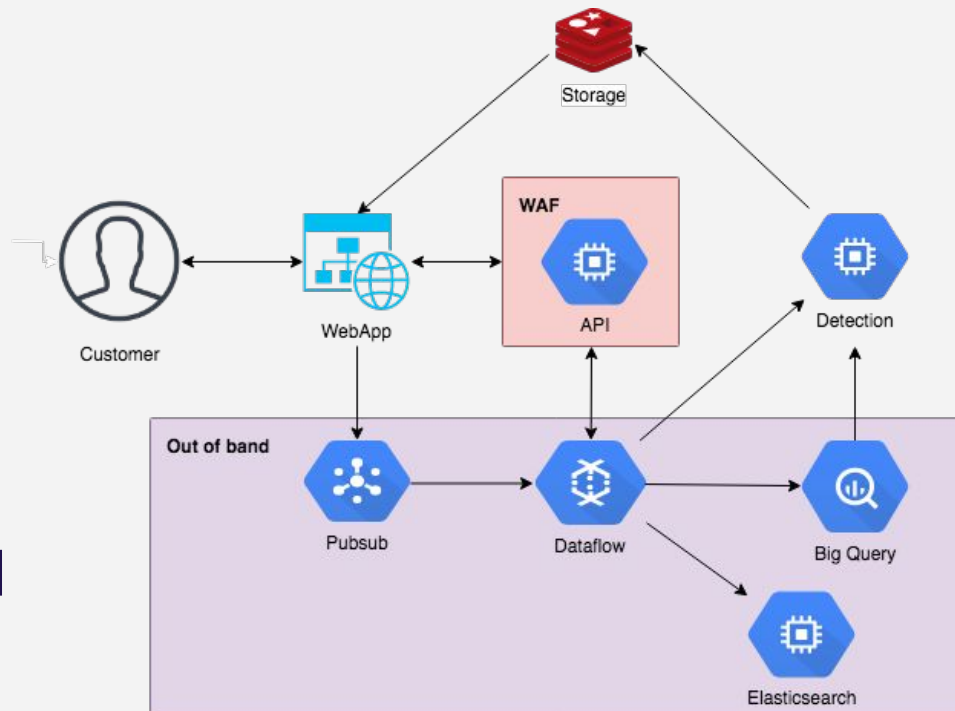 Storage
WAF
API
Detection
WebApp
Customer
Out of band
Pubsub
Dataflow
Big Query
Elasticsearch